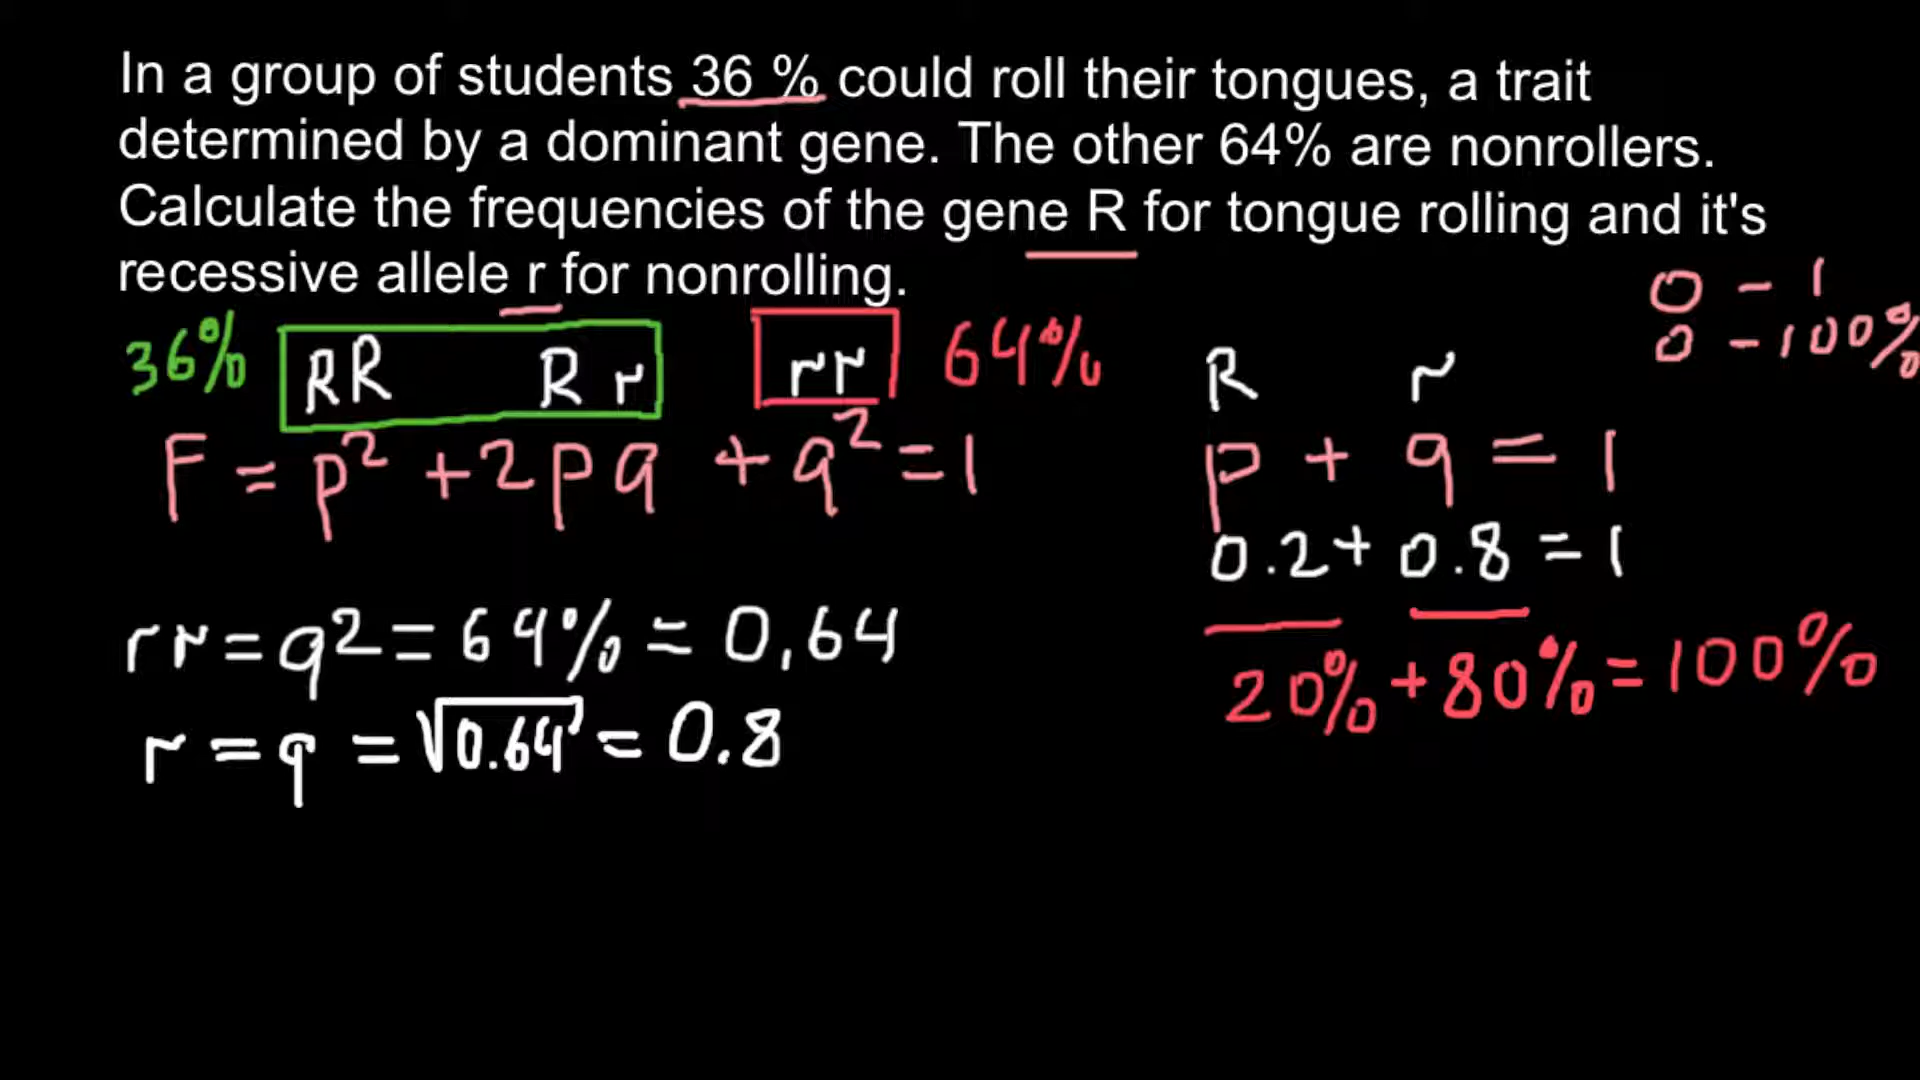 In a group of students 36 % could roll their tongues, a trait
determined by a dominant gene. The other 64% are nonrollers.
Calculate the frequencies of the gene R for tongue rolling and it's
recessive allele r for nonrolling.
0 - 1
0 - 100%
36% RR Rr rr 64%
F = p² + 2pq + q² = 1
R r
p + q = 1
0.2 + 0.8 = 1
20% + 80% = 100%
rr = q2 = 64% = 0,64
r = q = √0.64 = 0.8